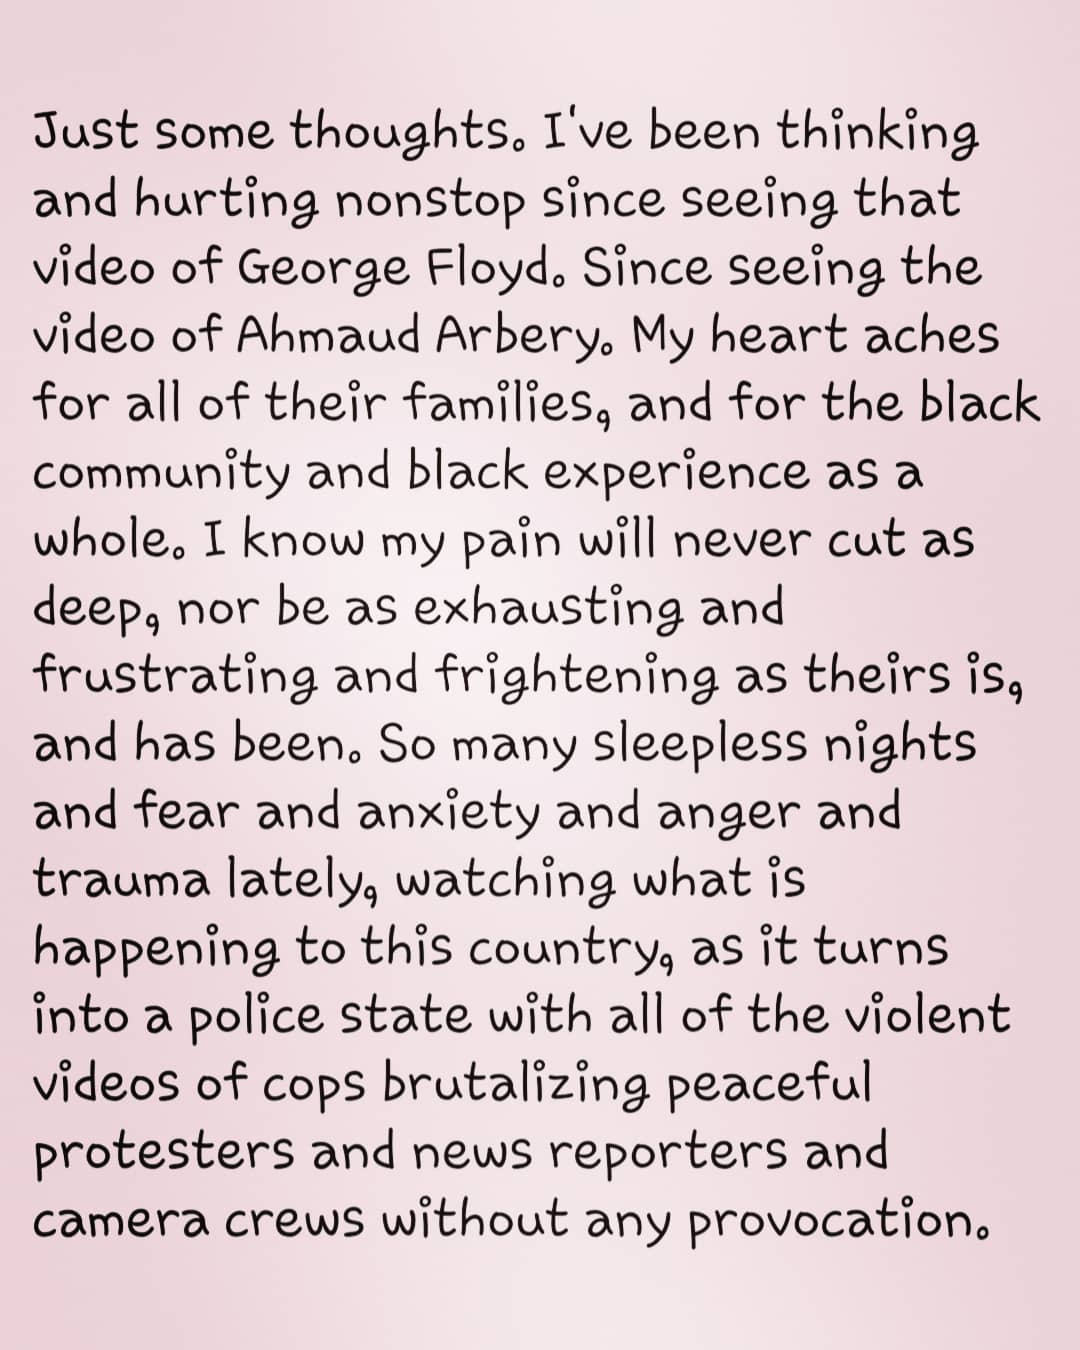 Just some thoughts. I've been thinking
and hurting nonstop since seeing that
video of George Floyd. Since seeing the
video of Ahmaud Arbery. My heart aches
for all of their families, and for the black
community and black experience as a
whole. I know my pain will never cut as
deep, nor be as exhausting and
frustrating and frightening as theirs is,
and has been. So many sleepless nights
and fear and anxiety and anger and
trauma lately, watching what is
happening to this country, as it turns
into a police state with all of the violent
videos of cops brutalizing peaceful
protesters and news reporters and
camera crews without any provocation.